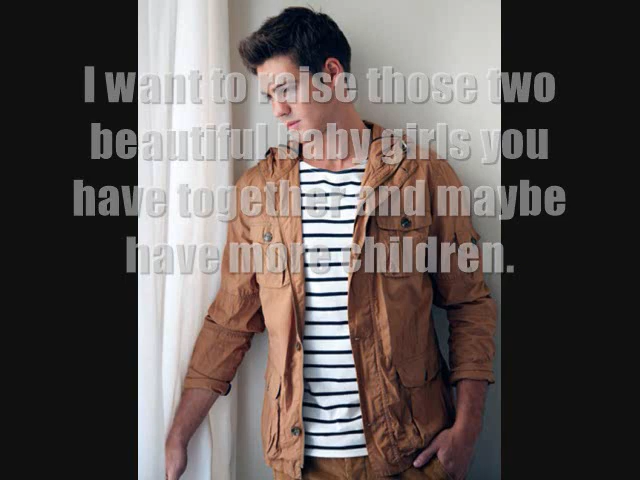 I want to raise those two
beautiful baby girls you
have together and maybe
have more children.